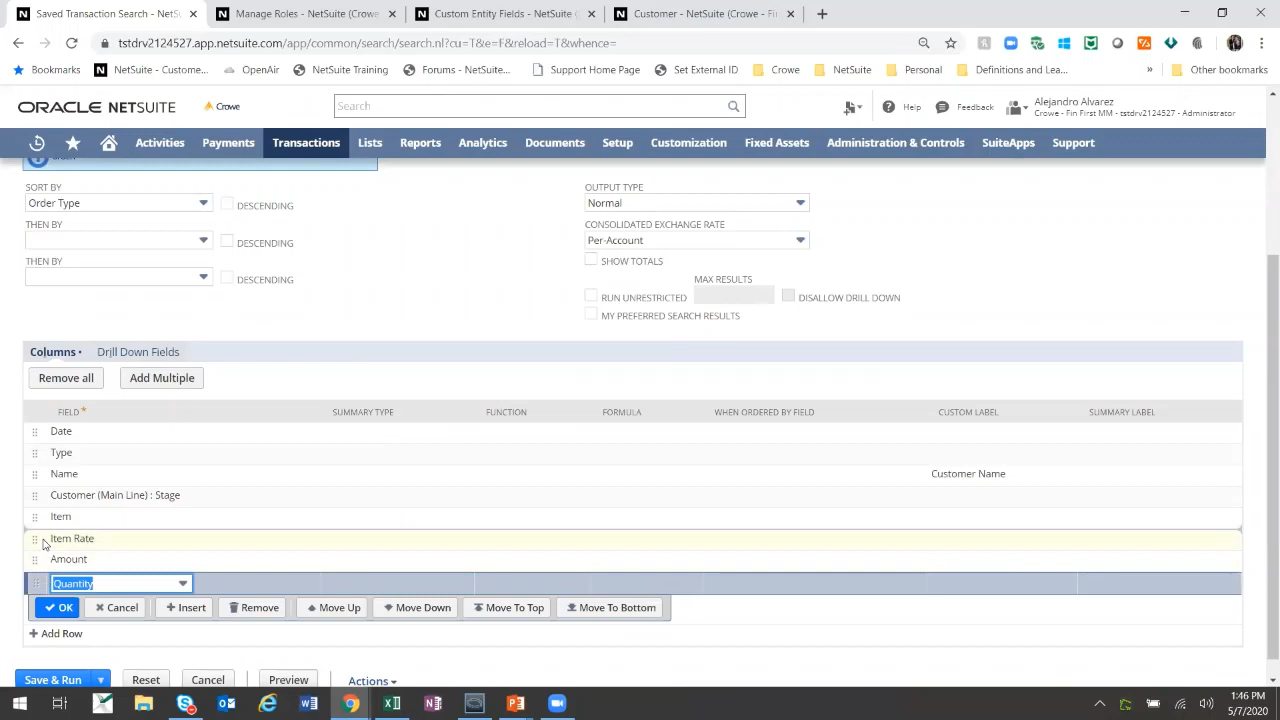 Saved Transaction Search - NetS
Manage Roles - NetSuite (Crowe
Custom Entity Fields - NetSuite (
Customer - NetSuite (Crowe - Fi
tstdrv2124527.app.netsuite.com/app/common/search/search.nl?cu=T&e=F&reload=T&whence=
Bookmarks
NetSuite - Custome...
OpenAir
NetSuite Training
Forums - NetSuite...
Support Home Page
Set External ID
Crowe
NetSuite
Personal
Definitions and Lea...
»
Other bookmarks
ORACLE NETSUITE
Crowe
Search
Help
Feedback
Alejandro Alvarez
Crowe - Fin First MM - tstdrv2124527 - Administrator
Activities
Payments
Transactions
Lists
Reports
Analytics
Documents
Setup
Customization
Fixed Assets
Administration & Controls
SuiteApps
Support
SORT BY
Order Type
DESCENDING
THEN BY
DESCENDING
THEN BY
DESCENDING
OUTPUT TYPE
Normal
CONSOLIDATED EXCHANGE RATE
Per-Account
SHOW TOTALS
MAX RESULTS
RUN UNRESTRICTED
DISALLOW DRILL DOWN
MY PREFERRED SEARCH RESULTS
Columns •
Drill Down Fields
Remove all
Add Multiple
FIELD *
SUMMARY TYPE
FUNCTION
FORMULA
WHEN ORDERED BY FIELD
CUSTOM LABEL
SUMMARY LABEL
Date
Type
Name
Customer Name
Customer (Main Line) : Stage
Item
Item Rate
Amount
Quantity
OK
Cancel
Insert
Remove
Move Up
Move Down
Move To Top
Move To Bottom
Add Row
Save & Run
Reset
Cancel
Preview
Actions
1:46 PM
5/7/2020